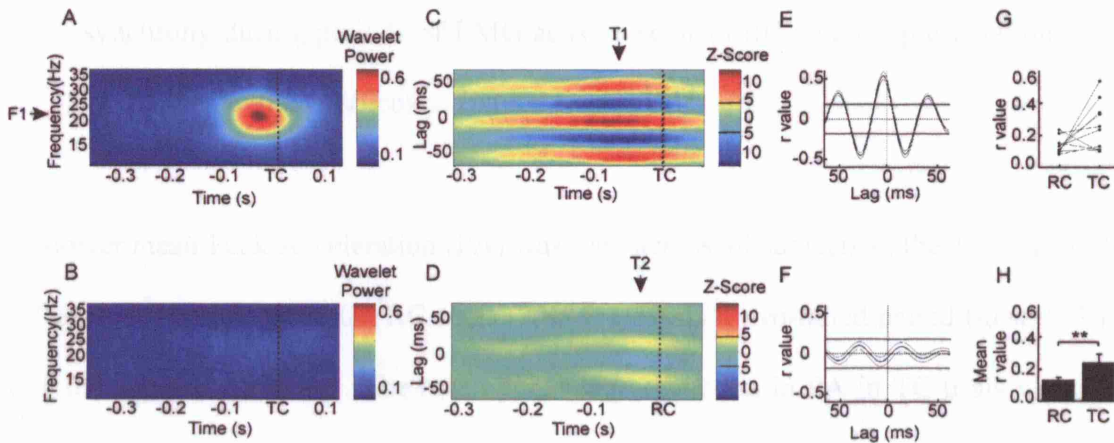 A
Wavelet
Power
F1
Frequency(Hz)
35
30
25
20
15
0.6
0.1
-0.3 -0.2 -0.1 TC 0.1
Time (s)
C
T1
Z-Score
Lag (ms)
50
0
-50
10
5
5
10
-0.3 -0.2 -0.1 TC
Time (s)
E
r value
0.5
0
-0.5
50 0 50
Lag (ms)
G
r value
0.6
0.4
0.2
0.0
RC TC
B
Wavelet
Power
Frequency(Hz)
35
30
25
20
15
0.6
0.1
-0.3 -0.2 -0.1 TC 0.1
Time (s)
D
T2
Z-Score
Lag (ms)
50
0
-50
10
5
5
10
-0.3 -0.2 -0.1 RC
Time (s)
F
r value
0.5
0
-0.5
50 0 50
Lag (ms)
H
**
Mean
r value
0.6
0.4
0.2
0.0
RC TC